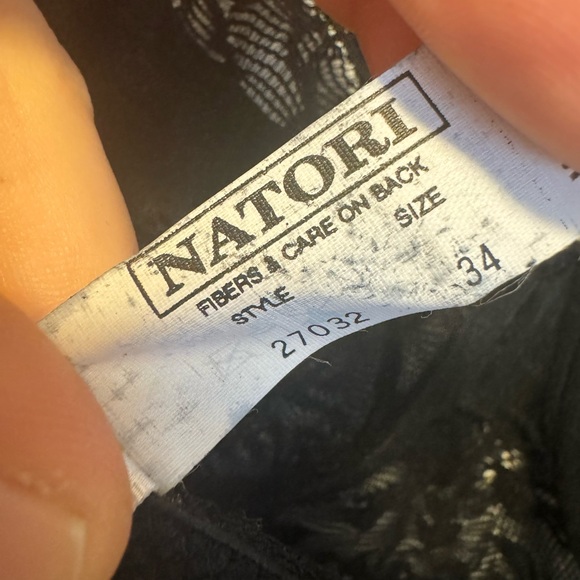 NATORI
FIBERS & CARE ON BACK
STYLE SIZE
27032 34